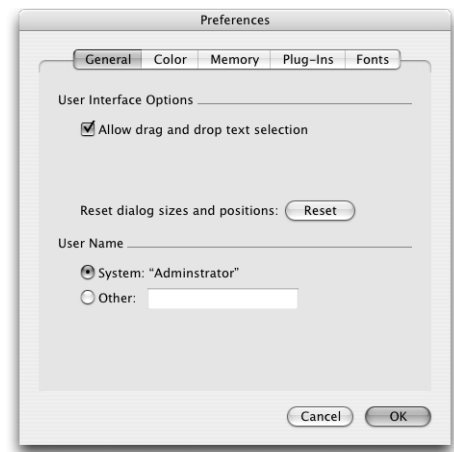 Preferences
General Color Memory Plug-Ins Fonts
User Interface Options
Allow drag and drop text selection
Reset dialog sizes and positions: Reset
User Name
System: “Adminstrator”
Other:
Cancel OK